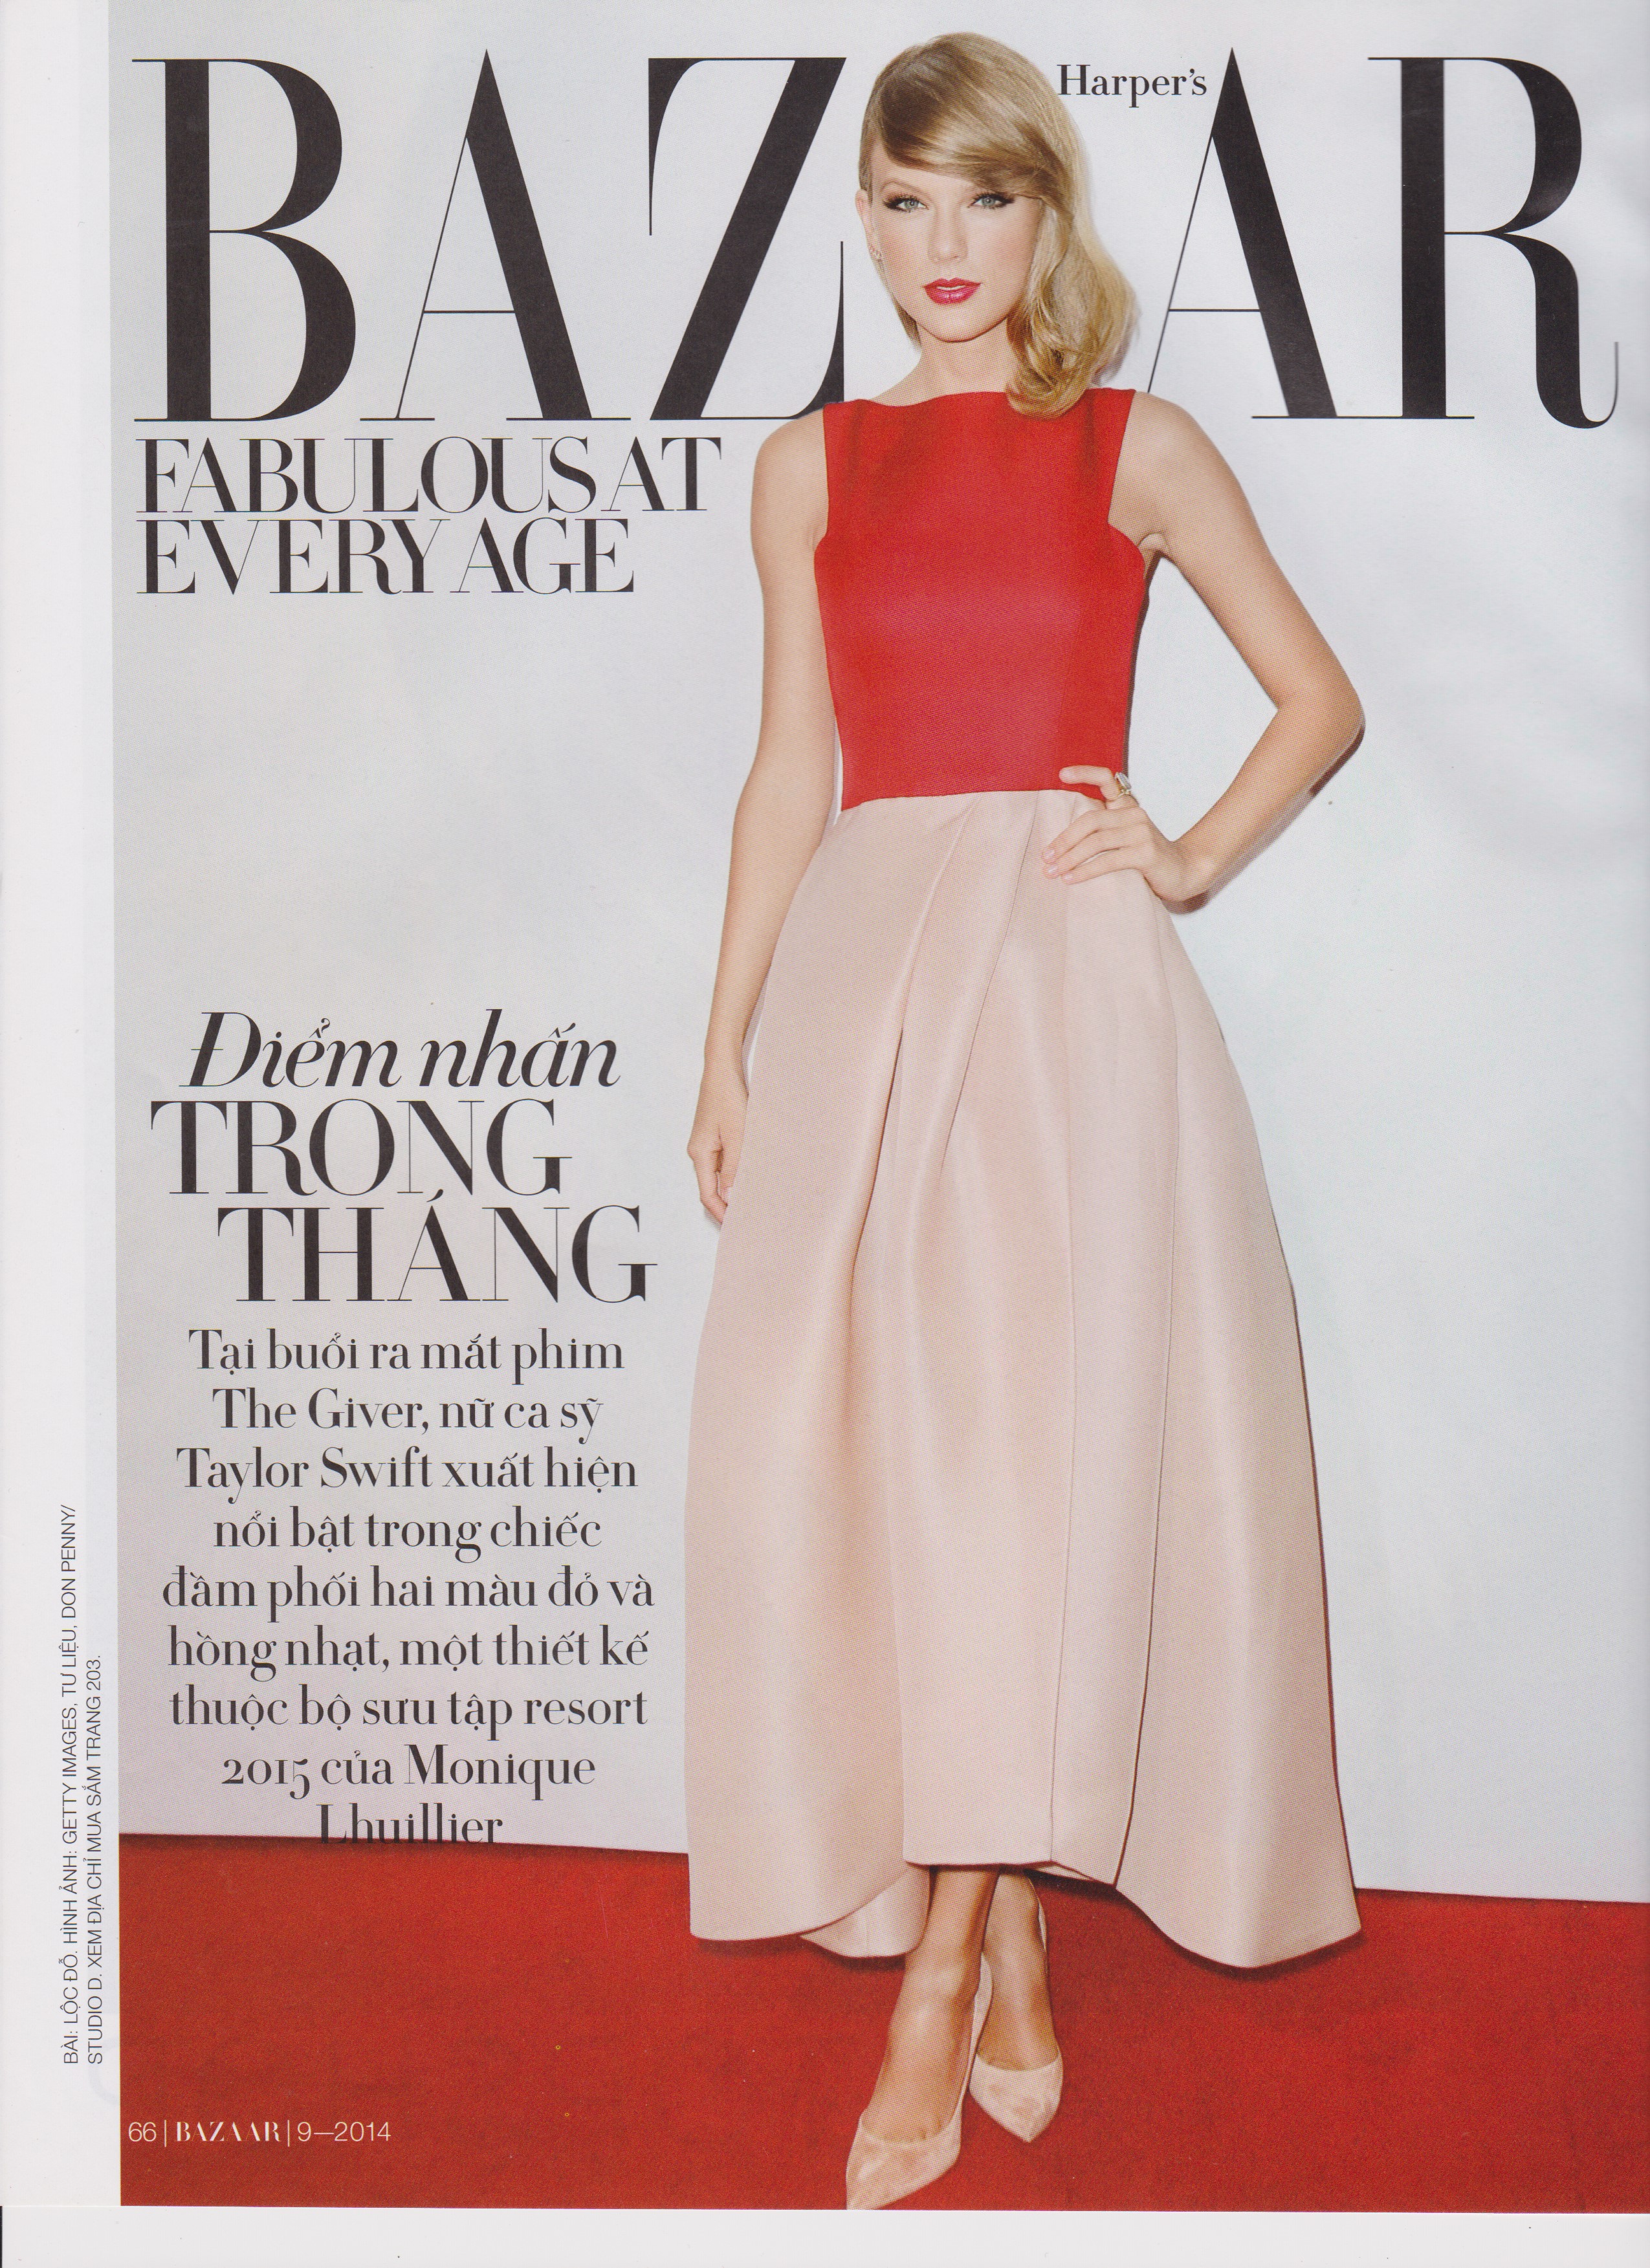 Harper's
BAZAAR
FABULOUS AT
EVERY AGE
Điểm nhấn
TRONG
THÁNG
Tại buổi ra mắt phim
The Giver, nữ ca sỹ
Taylor Swift xuất hiện
nổi bật trong chiếc
đầm phối hai màu đỏ và
hồng nhạt, một thiết kế
thuộc bộ sưu tập resort
2015 của Monique
Lhuillier
BÀI: LỘC ĐỖ. HÌNH ẢNH: GETTY IMAGES, TƯ LIỆU, DON PENNY/
STUDIO D. XEM ĐỊA CHỈ MUA SẮM TRANG 203.
66 | BAZAAR | 9—2014